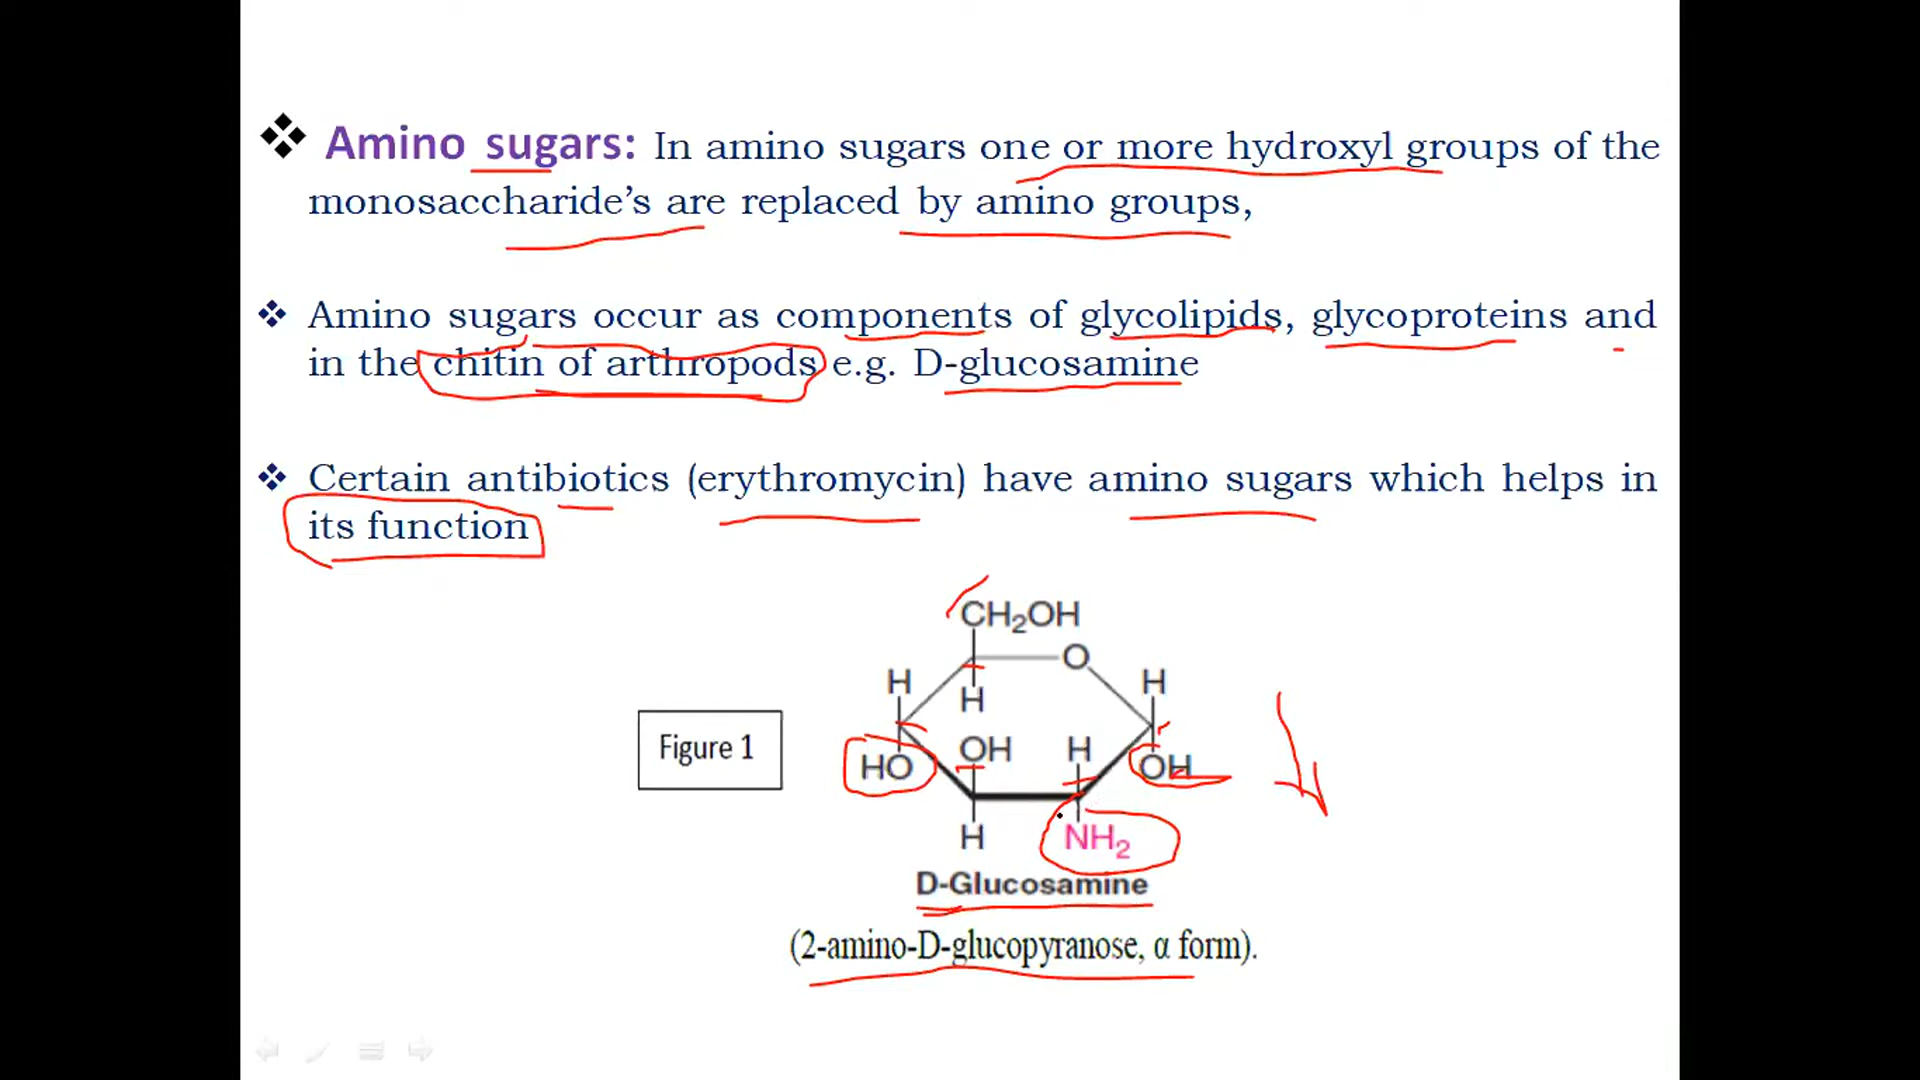 ❖ Amino sugars: In amino sugars one or more hydroxyl groups of the
monosaccharide’s are replaced by amino groups,
❖ Amino sugars occur as components of glycolipids, glycoproteins and
in the chitin of arthropods e.g. D-glucosamine
❖ Certain antibiotics (erythromycin) have amino sugars which helps in
its function
CH₂OH
O
H H
H
Figure 1
OH H
HO OH
H NH₂
D-Glucosamine
(2-amino-D-glucopyranose, α form).